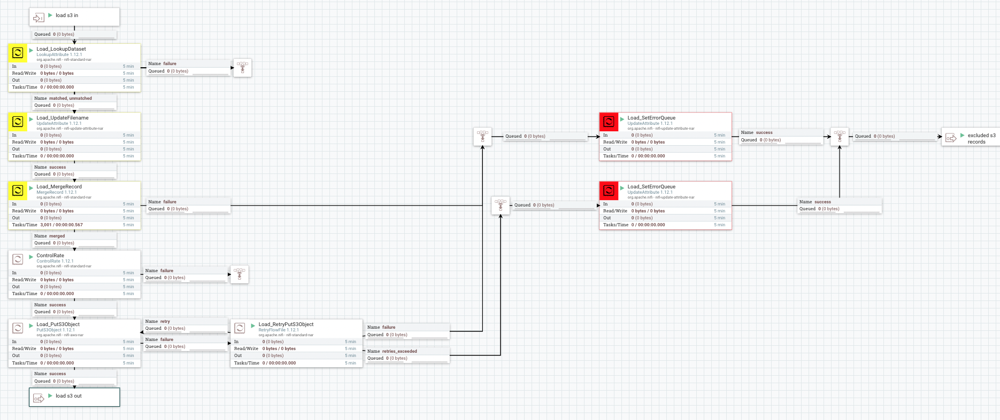 load s3 in
Queued 0 (0 bytes)
Load_LookupDataset
LookupAttribute 1.12.1
org.apache.nifi - nifi-standard-nar
In 0 (0 bytes) 5 min
Read/Write 0 bytes / 0 bytes 5 min
Out 0 (0 bytes) 5 min
Tasks/Time 0 / 00:00:00.000 5 min
Name failure
Queued 0 (0 bytes)
Name matched, unmatched
Queued 0 (0 bytes)
Load_UpdateFilename
UpdateAttribute 1.12.1
org.apache.nifi - nifi-update-attribute-nar
In 0 (0 bytes) 5 min
Read/Write 0 bytes / 0 bytes 5 min
Out 0 (0 bytes) 5 min
Tasks/Time 0 / 00:00:00.000 5 min
Queued 0 (0 bytes)
Load_SetErrorQueue
UpdateAttribute 1.12.1
org.apache.nifi - nifi-update-attribute-nar
In 0 (0 bytes) 5 min
Read/Write 0 bytes / 0 bytes 5 min
Out 0 (0 bytes) 5 min
Tasks/Time 0 / 00:00:00.000 5 min
Name success
Queued 0 (0 bytes)
Queued 0 (0 bytes)
excluded s3
records
Name success
Queued 0 (0 bytes)
Load_MergeRecord
MergeRecord 1.12.1
org.apache.nifi - nifi-standard-nar
In 0 (0 bytes) 5 min
Read/Write 0 bytes / 0 bytes 5 min
Out 0 (0 bytes) 5 min
Tasks/Time 3,001 / 00:00:00.567 5 min
Name failure
Queued 0 (0 bytes)
Queued 0 (0 bytes)
Load_SetErrorQueue
UpdateAttribute 1.12.1
org.apache.nifi - nifi-update-attribute-nar
In 0 (0 bytes) 5 min
Read/Write 0 bytes / 0 bytes 5 min
Out 0 (0 bytes) 5 min
Tasks/Time 0 / 00:00:00.000 5 min
Name success
Queued 0 (0 bytes)
Name merged
Queued 0 (0 bytes)
ControlRate
ControlRate 1.12.1
org.apache.nifi - nifi-standard-nar
In 0 (0 bytes) 5 min
Read/Write 0 bytes / 0 bytes 5 min
Out 0 (0 bytes) 5 min
Tasks/Time 0 / 00:00:00.000 5 min
Name failure
Queued 0 (0 bytes)
Name success
Queued 0 (0 bytes)
Load_PutS3Object
PutS3Object 1.12.1
org.apache.nifi - nifi-aws-nar
In 0 (0 bytes) 5 min
Read/Write 0 bytes / 0 bytes 5 min
Out 0 (0 bytes) 5 min
Tasks/Time 0 / 00:00:00.000 5 min
Name retry
Queued 0 (0 bytes)
Name failure
Queued 0 (0 bytes)
Load_RetryPutS3Object
RetryFlowFile 1.12.1
org.apache.nifi - nifi-standard-nar
In 0 (0 bytes) 5 min
Read/Write 0 bytes / 0 bytes 5 min
Out 0 (0 bytes) 5 min
Tasks/Time 0 / 00:00:00.000 5 min
Name failure
Queued 0 (0 bytes)
Name retries_exceeded
Queued 0 (0 bytes)
Name success
Queued 0 (0 bytes)
load s3 out